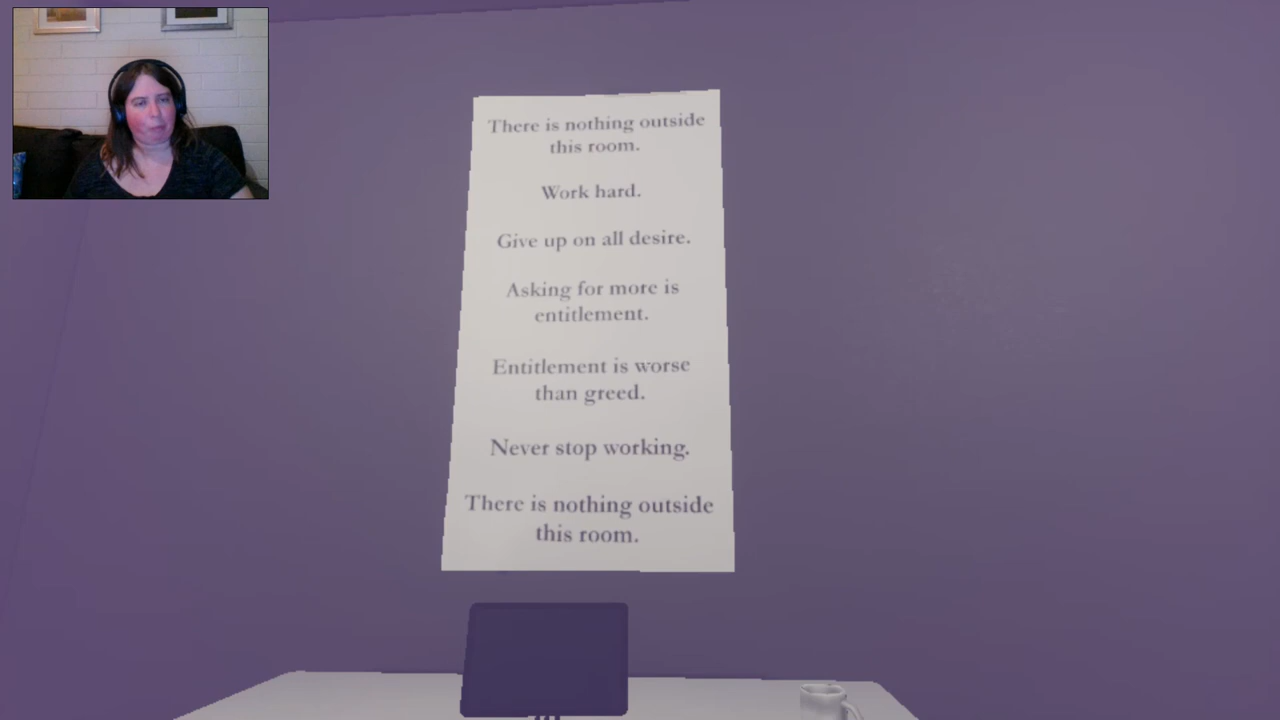 There is nothing outside
this room.
Work hard.
Give up on all desire.
Asking for more is
entitlement.
Entitlement is worse
than greed.
Never stop working.
There is nothing outside
this room.